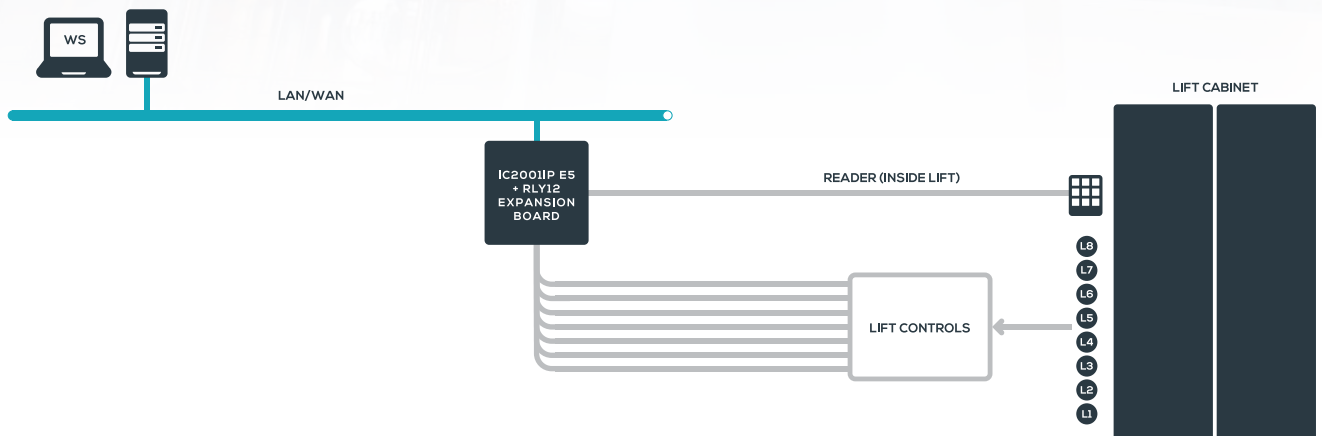 WS
LAN/WAN
LIFT CABINET
IC2001IP E5
+ RLY12
EXPANSION
BOARD
READER (INSIDE LIFT)
L8
L7
L6
L5
L4
L3
L2
L1
LIFT CONTROLS